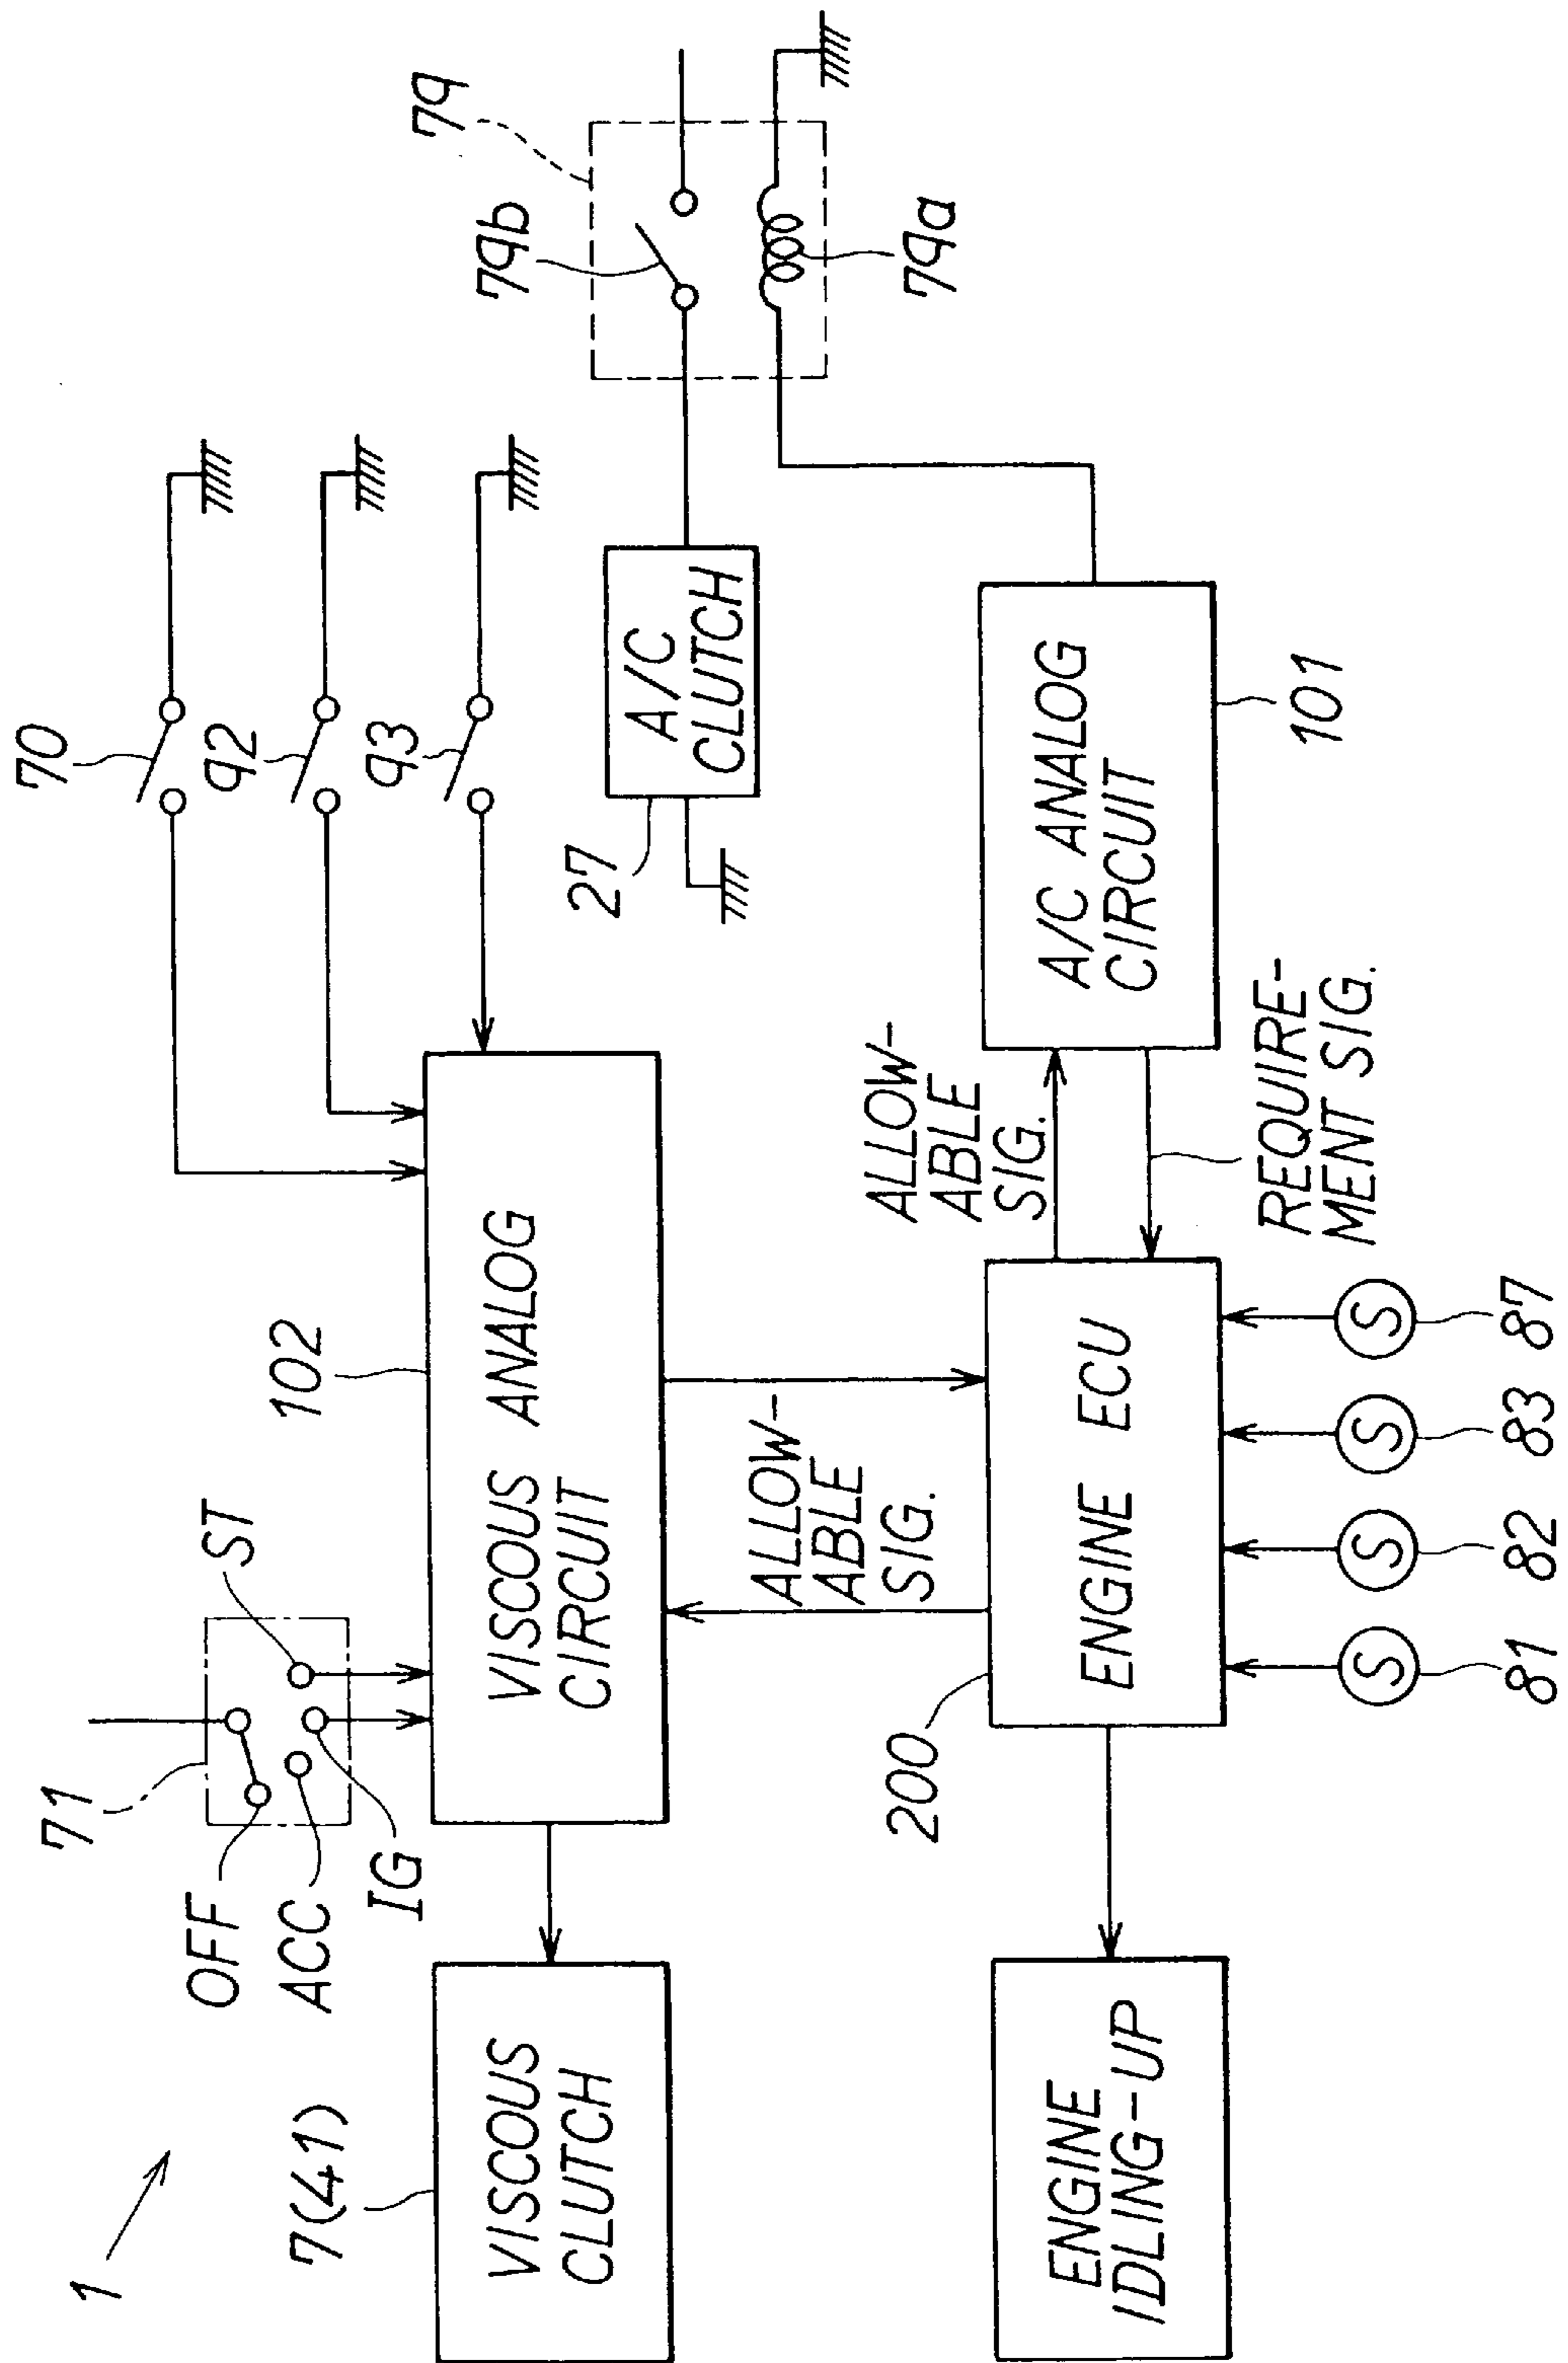 1
7(41)
VISCOUS
CLUTCH
71
OFF
ACC
IG
ST
102
VISCOUS ANALOG
CIRCUIT
70
92
93
27
A/C
CLUTCH
79
79b
79a
ALLOW-
ABLE
SIG.
ALLOW-
ABLE
SIG.
REQUIRE-
MENT SIG.
A/C ANALOG
CIRCUIT
101
200
ENGINE ECU
ENGINE
IDLING-UP
S
S
S
S
81
82
83
87